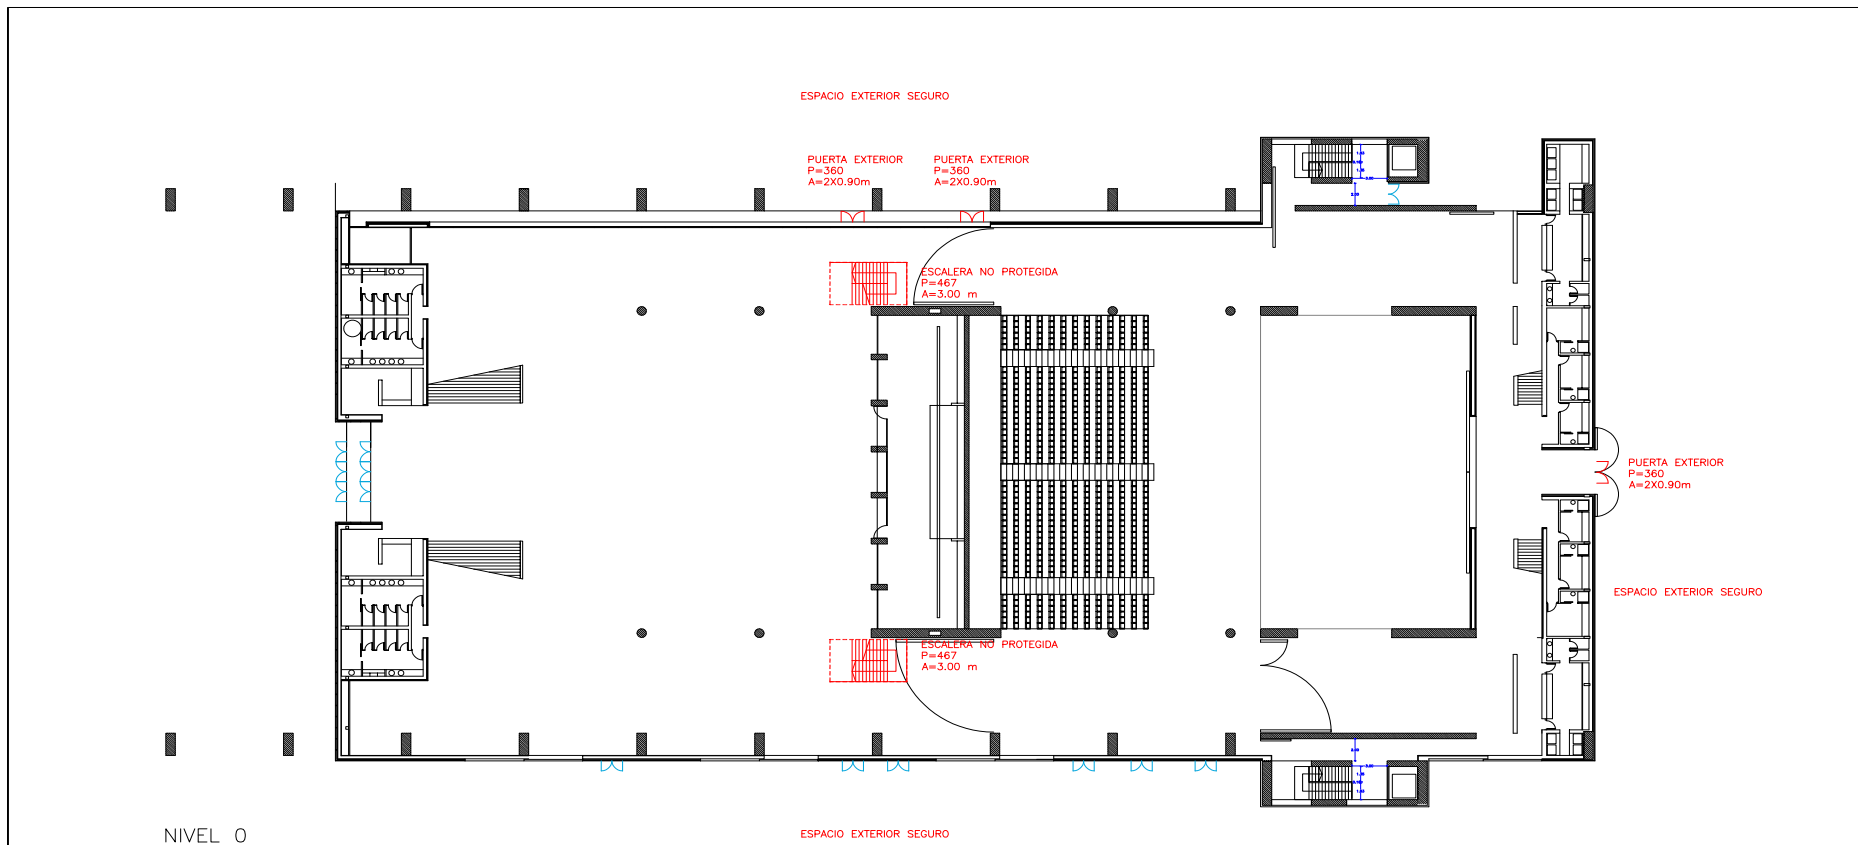 ESPACIO EXTERIOR SEGURO
PUERTA EXTERIOR
P=360
A=2X0.90m
PUERTA EXTERIOR
P=360
A=2X0.90m
ESCALERA NO PROTEGIDA
P=467
A=3.00 m
PUERTA EXTERIOR
P=360
A=2X0.90m
ESPACIO EXTERIOR SEGURO
ESCALERA NO PROTEGIDA
P=467
A=3.00 m
NIVEL 0
ESPACIO EXTERIOR SEGURO